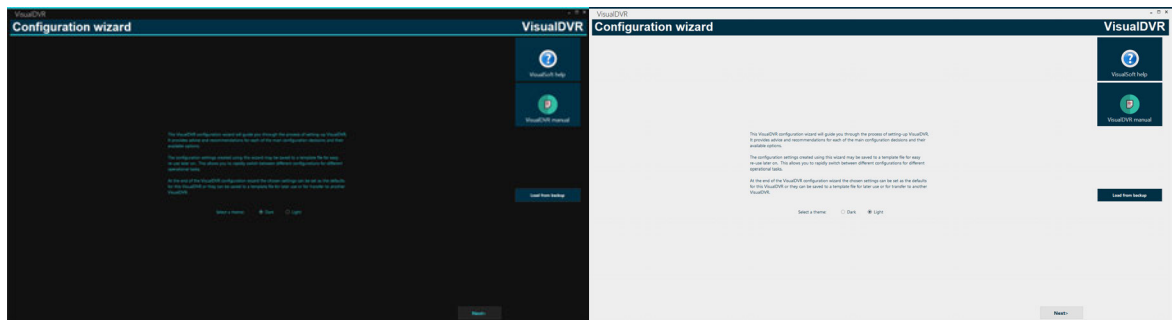 VisualDVR
Configuration wizard
VisualDVR
VisualSoft help
VisualDVR manual
This VisualDVR configuration wizard will guide you through the process of setting up VisualDVR.
It provides advice and recommendations for each of the main configuration decisions and their
available options.
The configuration settings created using this wizard may be saved to a template file for easy
re-use later on. This allows you to rapidly switch between different configurations for different
operational tasks.
At the end of the VisualDVR configuration wizard the chosen settings can be set as the defaults
for this VisualDVR or they can be saved to a template file for later use or for transfer to another
VisualDVR.
Load from backup
Select a theme: Dark Light
Next>
VisualDVR
Configuration wizard
VisualDVR
VisualSoft help
VisualDVR manual
This VisualDVR configuration wizard will guide you through the process of setting up VisualDVR.
It provides advice and recommendations for each of the main configuration decisions and their
available options.
The configuration settings created using this wizard may be saved to a template file for easy
re-use later on. This allows you to rapidly switch between different configurations for different
operational tasks.
At the end of the VisualDVR configuration wizard the chosen settings can be set as the defaults
for this VisualDVR or they can be saved to a template file for later use or for transfer to another
VisualDVR.
Load from backup
Select a theme: Dark Light
Next>